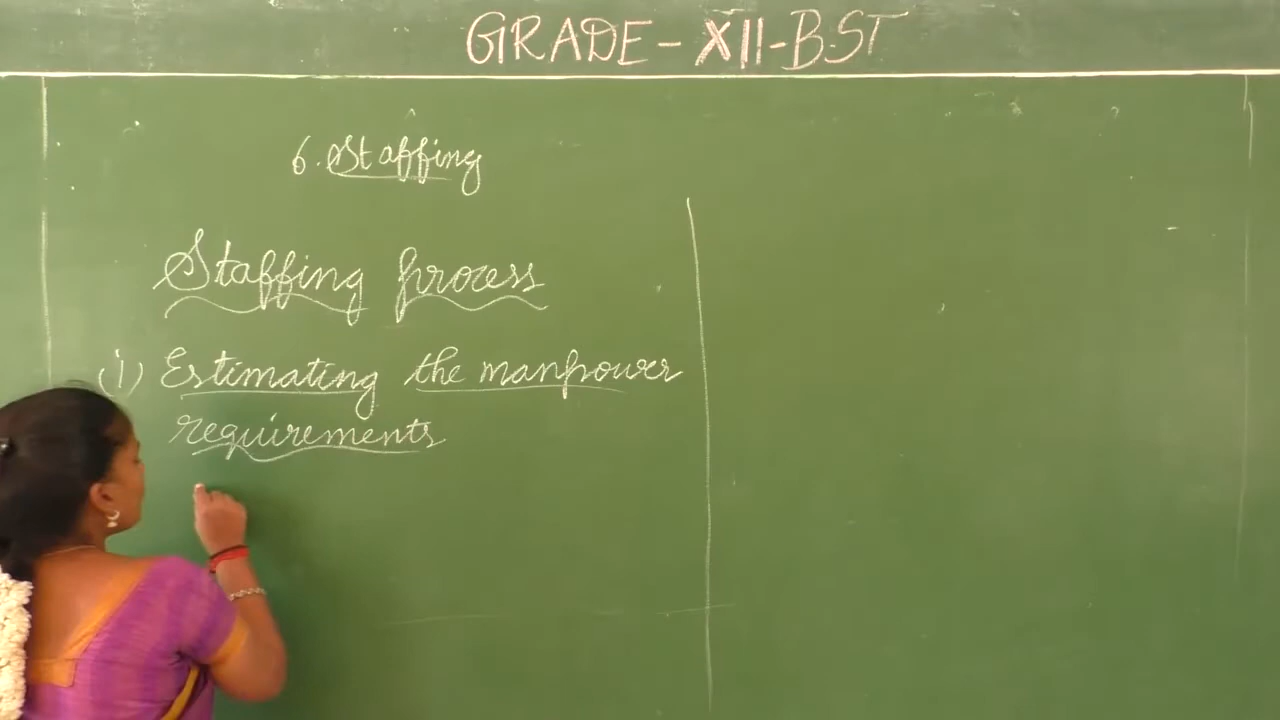 GRADE-XII-B.ST
6. Staffing
Staffing process
(i) Estimating the manpower
requirements